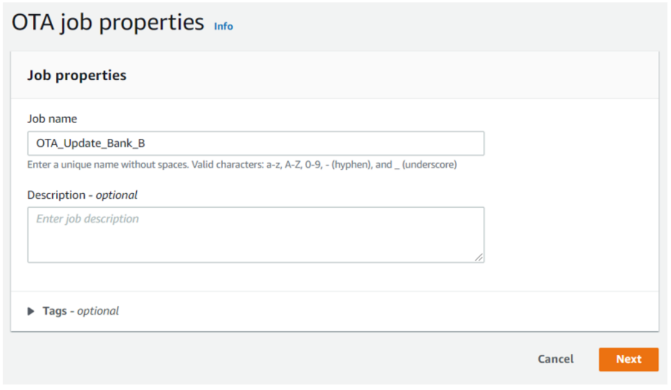 OTA job properties Info
Job properties
Job name
OTA_Update_Bank_B
Enter a unique name without spaces. Valid characters: a-z, A-Z, 0-9, - (hyphen), and _ (underscore)
Description - optional
Enter job description
Tags - optional
Cancel Next